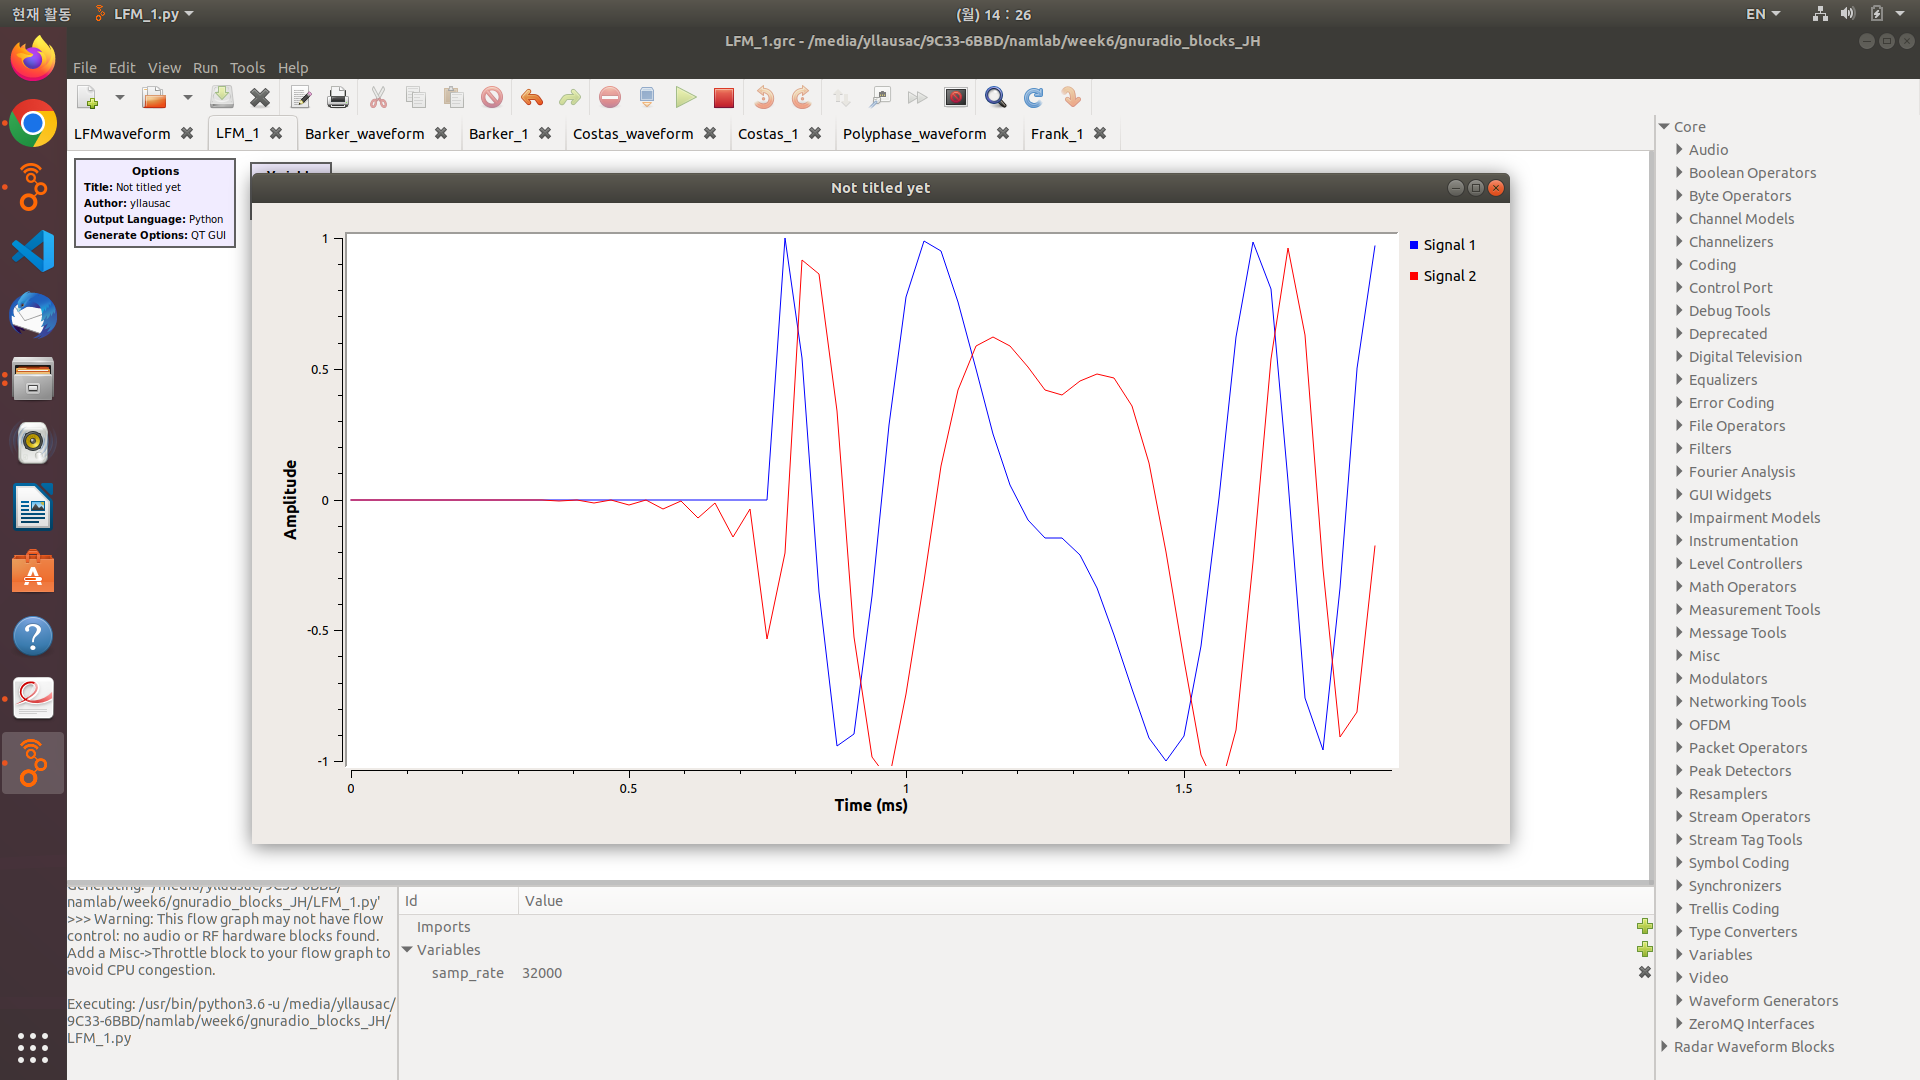 현재 활동
LFM_1.py
(월) 14 : 26
EN
LFM_1.grc - /media/yllausac/9C33-6BBD/namlab/week6/gnuradio_blocks_JH
File Edit View Run Tools Help
LFMwaveform
LFM_1
Barker_waveform
Barker_1
Costas_waveform
Costas_1
Polyphase_waveform
Frank_1
Options
Title: Not titled yet
Author: yllausac
Output Language: Python
Generate Options: QT GUI
Not titled yet
Signal 1
Signal 2
1
0.5
0
-0.5
-1
Amplitude
0
0.5
1
1.5
Time (ms)
Generating: '/media/yllausac/9C33-6BBD/
namlab/week6/gnuradio_blocks_JH/LFM_1.py'
>>> Warning: This flow graph may not have flow
control: no audio or RF hardware blocks found.
Add a Misc->Throttle block to your flow graph to
avoid CPU congestion.
Executing: /usr/bin/python3.6 -u /media/yllausac/
9C33-6BBD/namlab/week6/gnuradio_blocks_JH/
LFM_1.py
Id Value
Imports
Variables
samp_rate 32000
Core
Audio
Boolean Operators
Byte Operators
Channel Models
Channelizers
Coding
Control Port
Debug Tools
Deprecated
Digital Television
Equalizers
Error Coding
File Operators
Filters
Fourier Analysis
GUI Widgets
Impairment Models
Instrumentation
Level Controllers
Math Operators
Measurement Tools
Message Tools
Misc
Modulators
Networking Tools
OFDM
Packet Operators
Peak Detectors
Resamplers
Stream Operators
Stream Tag Tools
Symbol Coding
Synchronizers
Trellis Coding
Type Converters
Variables
Video
Waveform Generators
ZeroMQ Interfaces
Radar Waveform Blocks